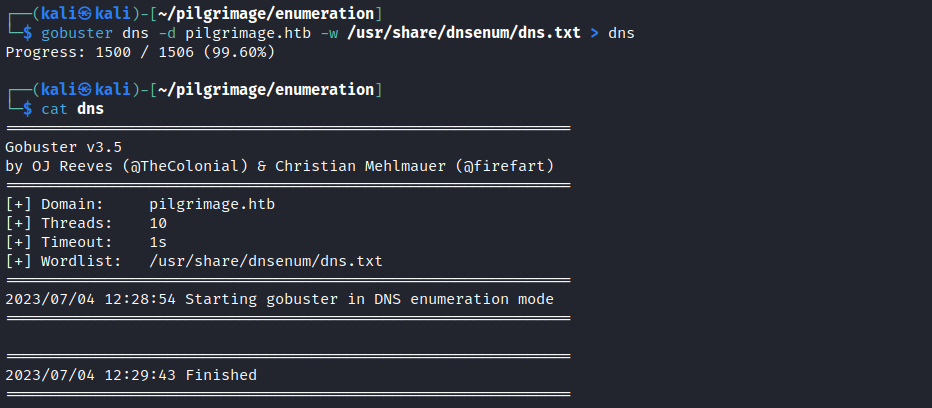 ┌──(kali㉿kali)-[~/pilgrimage/enumeration]
└─$ gobuster dns -d pilgrimage.htb -w /usr/share/dnsenum/dns.txt > dns
Progress: 1500 / 1506 (99.60%)
┌──(kali㉿kali)-[~/pilgrimage/enumeration]
└─$ cat dns
===============================================================
Gobuster v3.5
by OJ Reeves (@TheColonial) & Christian Mehlmauer (@firefart)
===============================================================
[+] Domain:     pilgrimage.htb
[+] Threads:    10
[+] Timeout:    1s
[+] Wordlist:   /usr/share/dnsenum/dns.txt
===============================================================
2023/07/04 12:28:54 Starting gobuster in DNS enumeration mode
===============================================================
===============================================================
2023/07/04 12:29:43 Finished
===============================================================